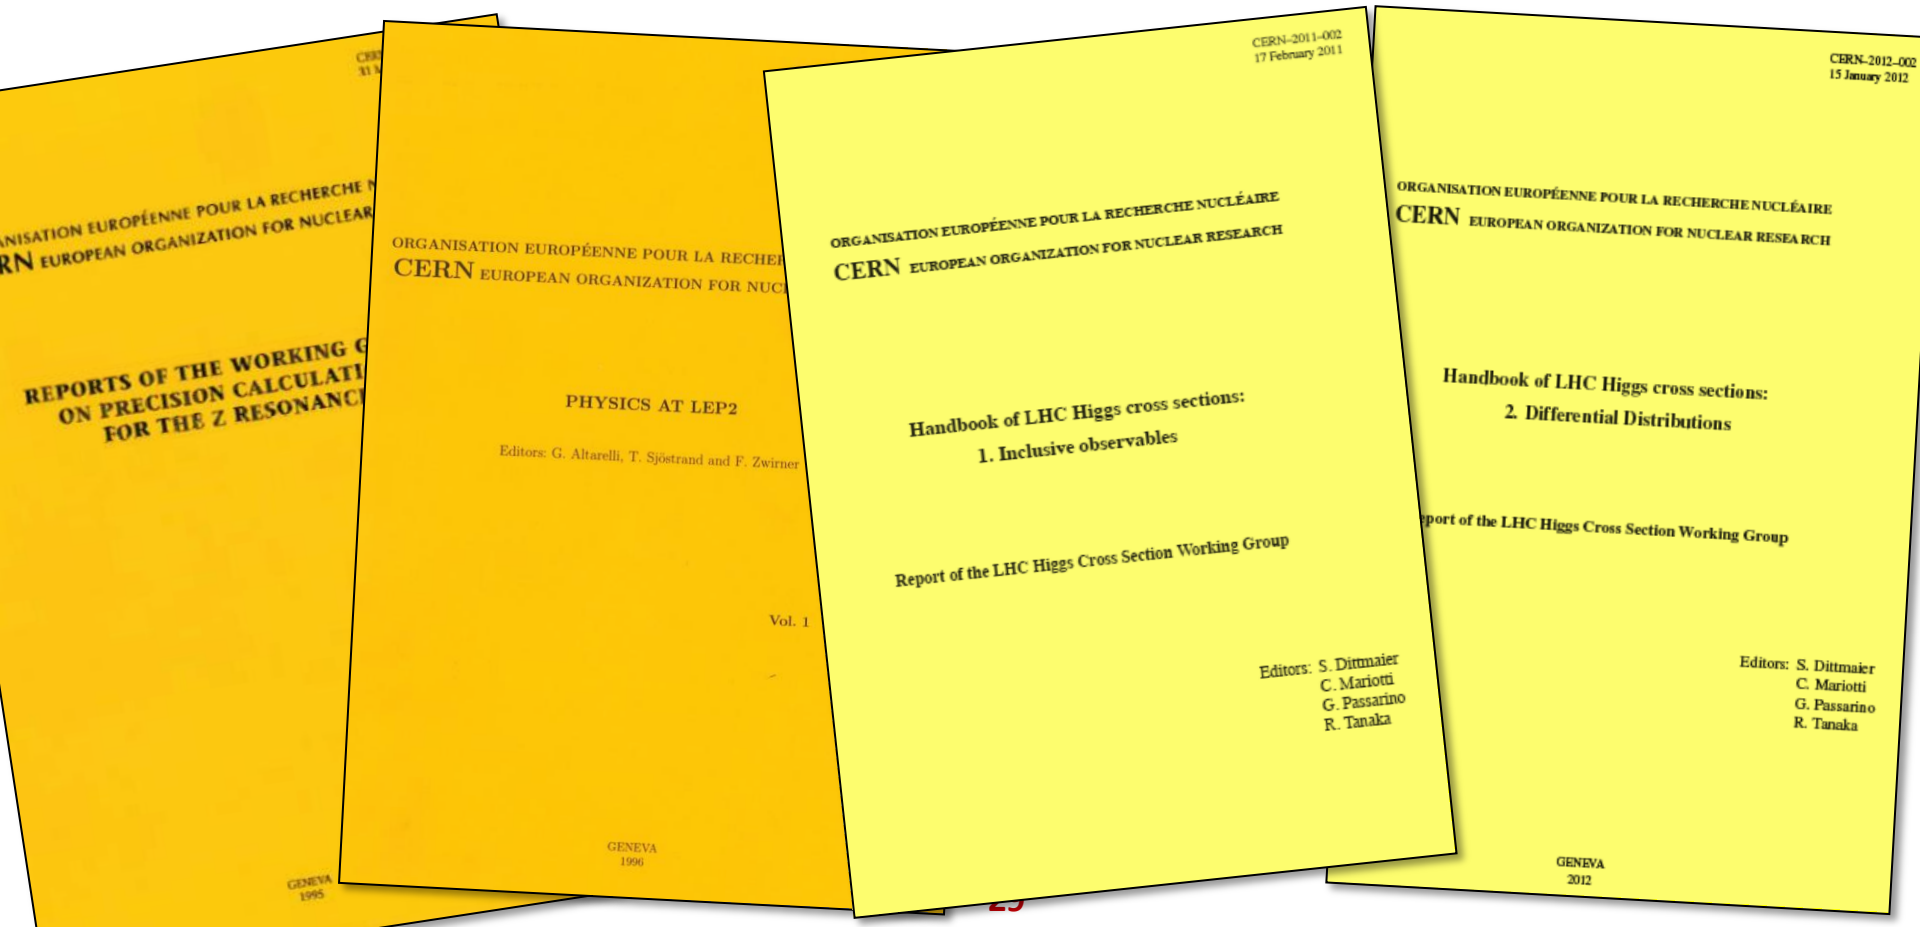 ORGANISATION EUROPÉENNE POUR LA RECHERCHE
RN EUROPEAN ORGANIZATION FOR NUCLEAR
REPORTS OF THE WORKING G
ON PRECISION CALCULATI
FOR THE Z RESONANC
GENEVA
1995
ORGANISATION EUROPÉENNE POUR LA RECHER
CERN EUROPEAN ORGANIZATION FOR NUC
PHYSICS AT LEP2
Editors: G. Altarelli, T. Sjöstrand and F. Zwirner
Vol. 1
GENEVA
1996
CERN–2011–002
17 February 2011
ORGANISATION EUROPÉENNE POUR LA RECHERCHE NUCLÉAIRE
CERN EUROPEAN ORGANIZATION FOR NUCLEAR RESEARCH
Handbook of LHC Higgs cross sections:
1. Inclusive observables
Report of the LHC Higgs Cross Section Working Group
Editors: S. Dittmaier
C. Mariotti
G. Passarino
R. Tanaka
CERN–2012–002
15 January 2012
ORGANISATION EUROPÉENNE POUR LA RECHERCHE NUCLÉAIRE
CERN EUROPEAN ORGANIZATION FOR NUCLEAR RESEARCH
Handbook of LHC Higgs cross sections:
2. Differential Distributions
eport of the LHC Higgs Cross Section Working Group
Editors: S. Dittmaier
C. Mariotti
G. Passarino
R. Tanaka
GENEVA
2012